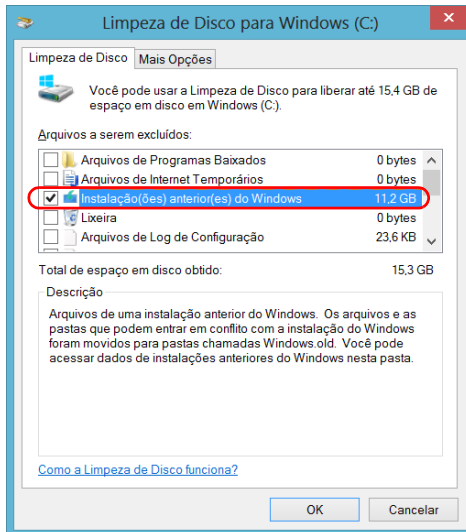 Limpeza de Disco para Windows (C:)
Limpeza de Disco
Mais Opções
Você pode usar a Limpeza de Disco para liberar até 15,4 GB de
espaço em disco em Windows (C:).
Arquivos a serem excluídos:
Arquivos de Programas Baixados 0 bytes
Arquivos de Internet Temporários 0 bytes
Instalação(ões) anterior(es) do Windows 11,2 GB
Lixeira 0 bytes
Arquivos de Log de Configuração 23,6 KB
Total de espaço em disco obtido: 15,3 GB
Descrição
Arquivos de uma instalação anterior do Windows. Os arquivos e as
pastas que podem entrar em conflito com a instalação do Windows
foram movidos para pastas chamadas Windows.old. Você pode
acessar dados de instalações anteriores do Windows nesta pasta.
Como a Limpeza de Disco funciona?
OK
Cancelar